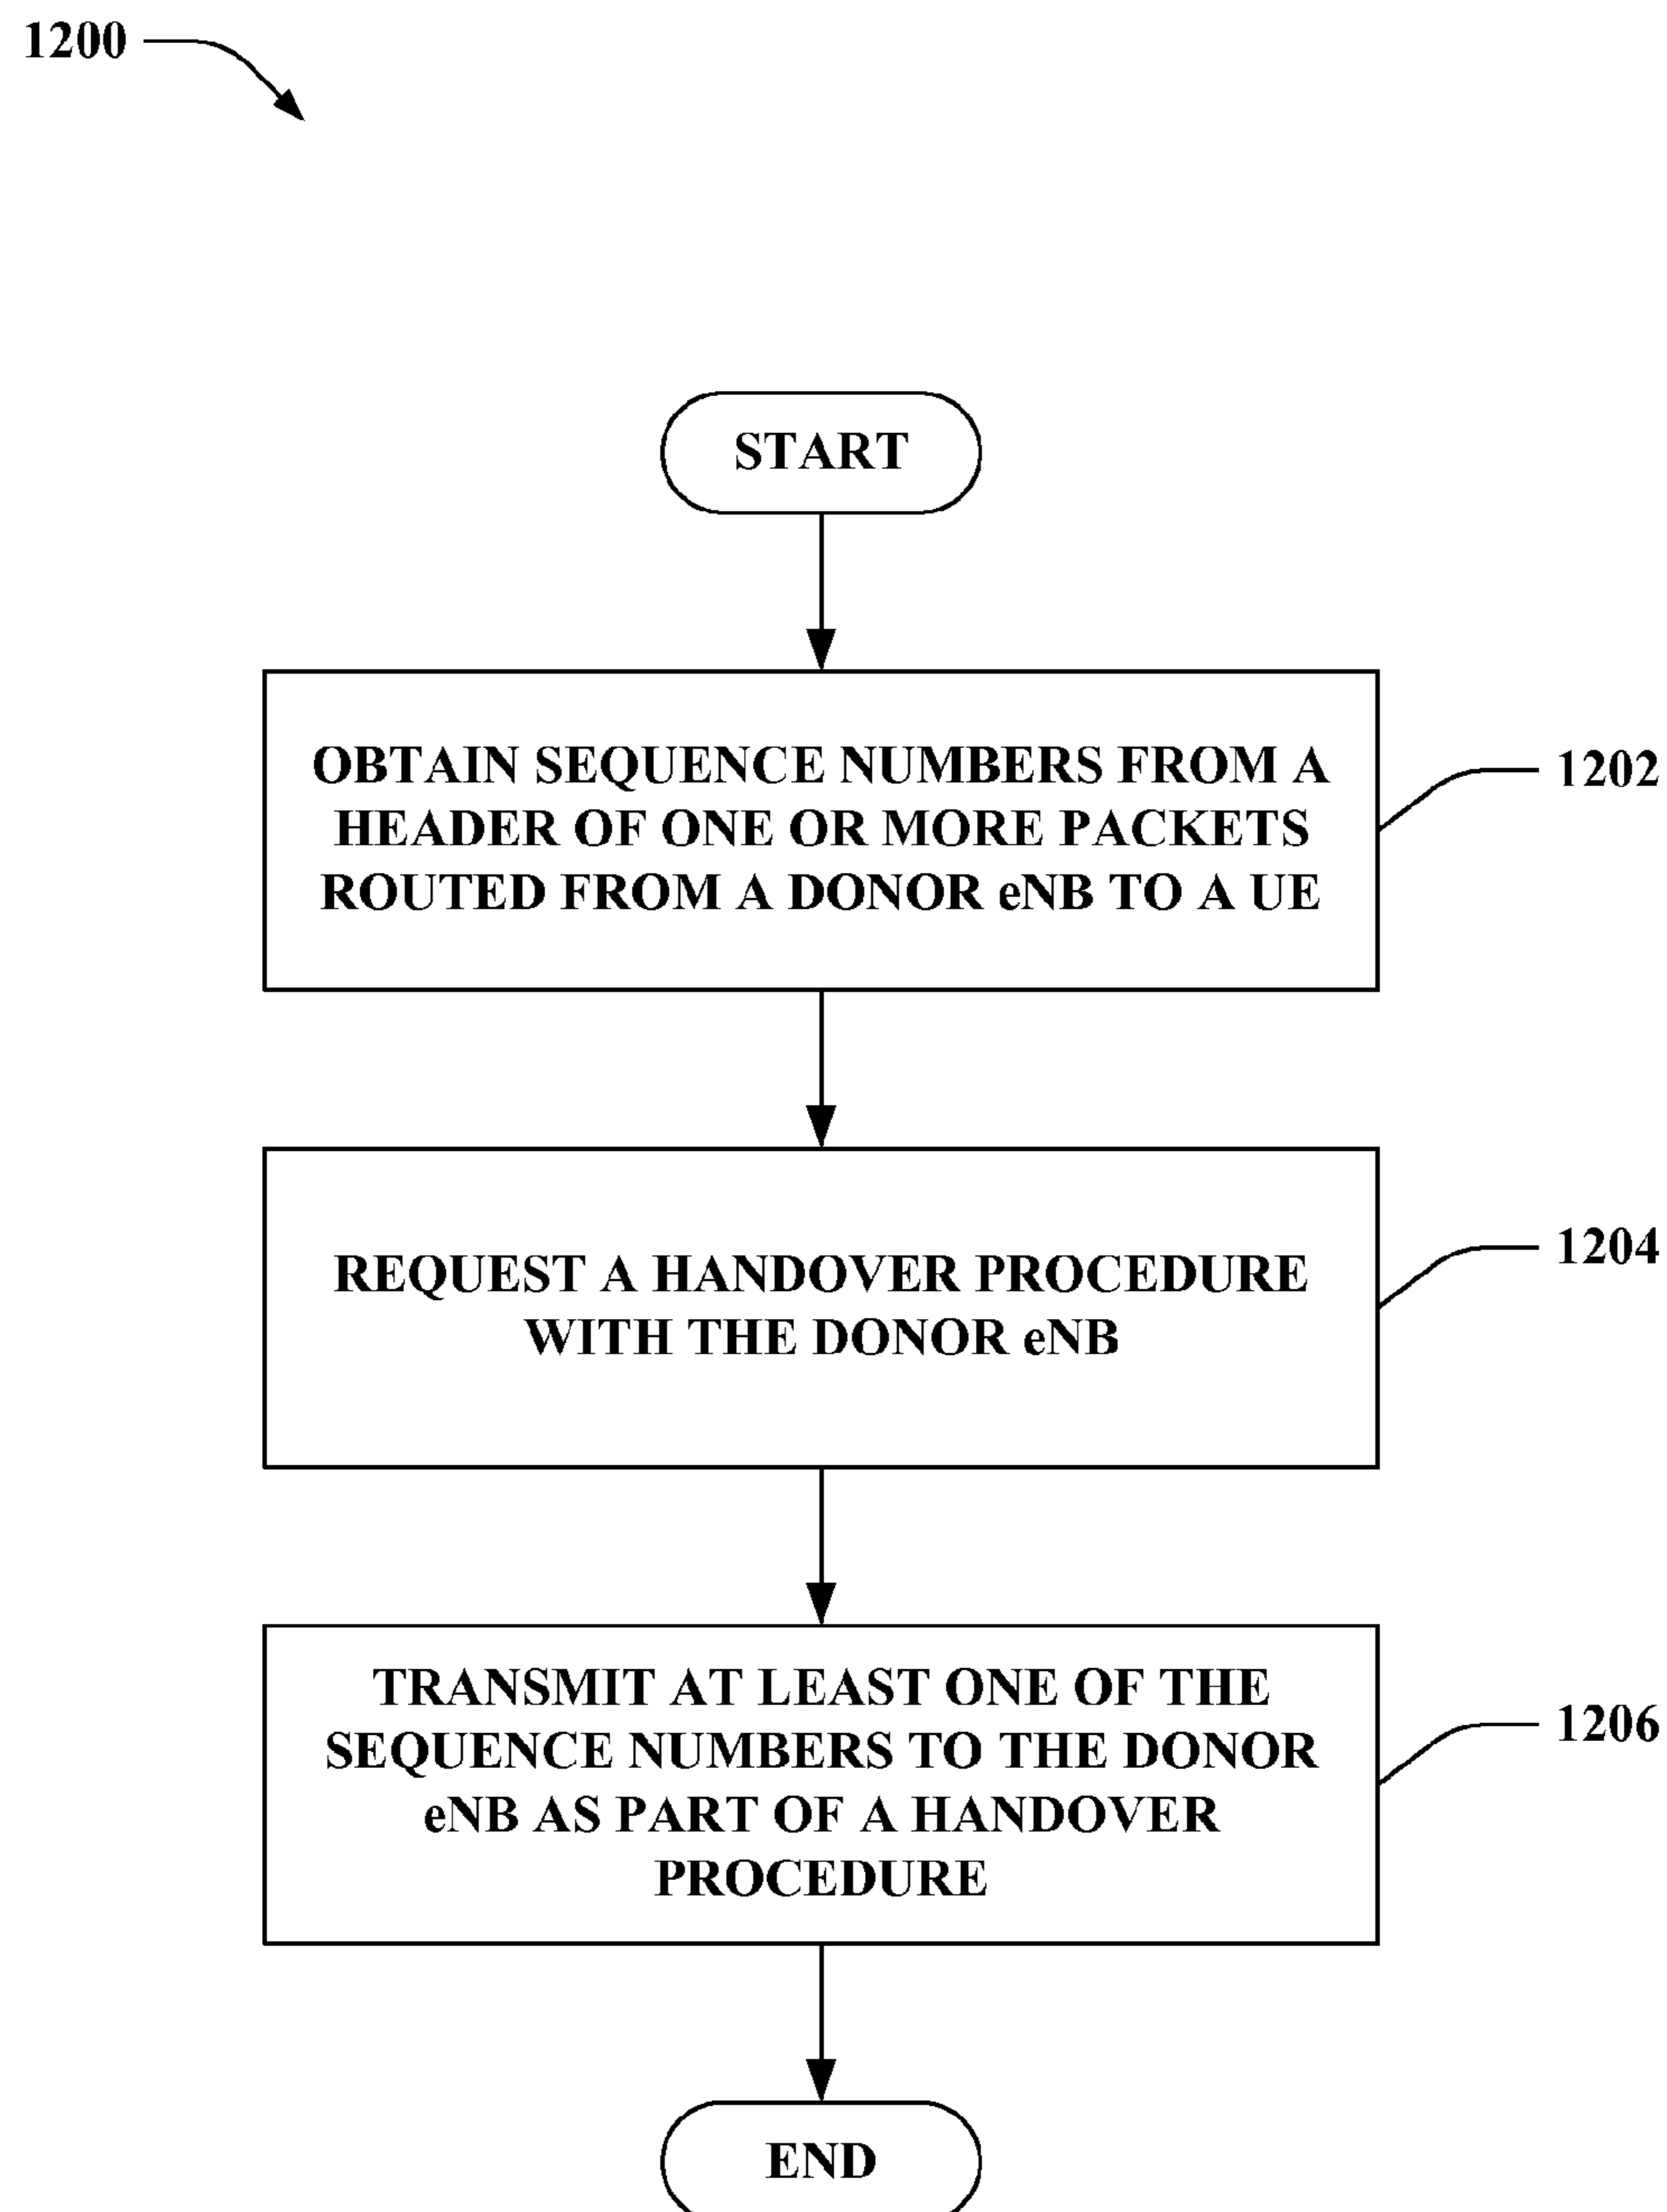 1200
START
OBTAIN SEQUENCE NUMBERS FROM A
HEADER OF ONE OR MORE PACKETS
ROUTED FROM A DONOR eNB TO A UE
1202
REQUEST A HANDOVER PROCEDURE
WITH THE DONOR eNB
1204
TRANSMIT AT LEAST ONE OF THE
SEQUENCE NUMBERS TO THE DONOR
eNB AS PART OF A HANDOVER
PROCEDURE
1206
END